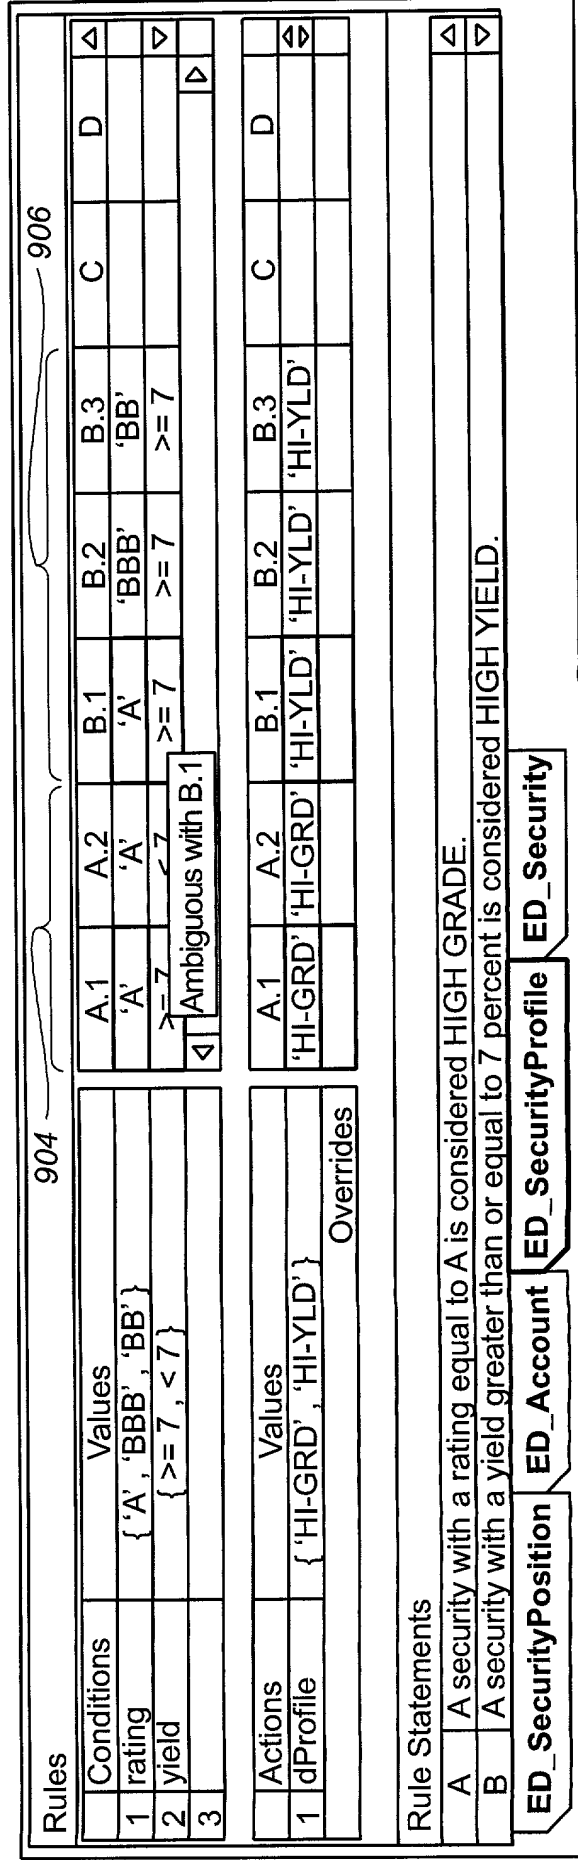 904 906
Rules
Conditions Values A.1 A.2 B.1 B.2 B.3 C D
1 rating { 'A' , 'BBB' , 'BB' } 'A' 'A' 'A' 'BBB' 'BB'
2 yield { >= 7 , < 7 } >= 7 < 7 >= 7 >= 7 >= 7
3
Ambiguous with B.1
Actions Values A.1 A.2 B.1 B.2 B.3 C D
1 dProfile { 'HI-GRD' , 'HI-YLD' } 'HI-GRD' 'HI-GRD' 'HI-YLD' 'HI-YLD' 'HI-YLD'
Overrides
Rule Statements
A A security with a rating equal to A is considered HIGH GRADE.
B A security with a yield greater than or equal to 7 percent is considered HIGH YIELD.
ED_SecurityPosition ED_Account ED_SecurityProfile ED_Security